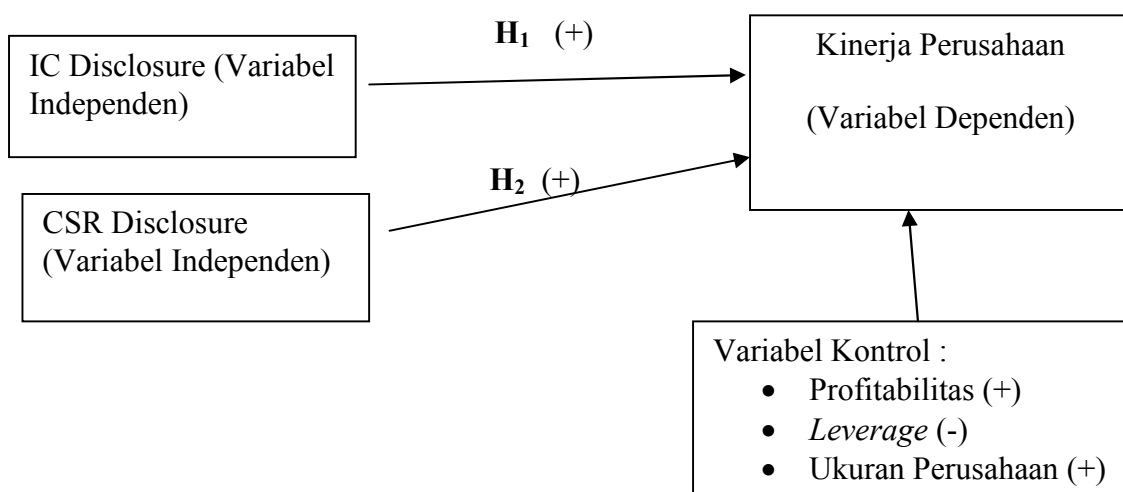 H₁ (+)
IC Disclosure (Variabel
Independen)
Kinerja Perusahaan
(Variabel Dependen)
H₂ (+)
CSR Disclosure
(Variabel Independen)
Variabel Kontrol :
• Profitabilitas (+)
• Leverage (-)
• Ukuran Perusahaan (+)